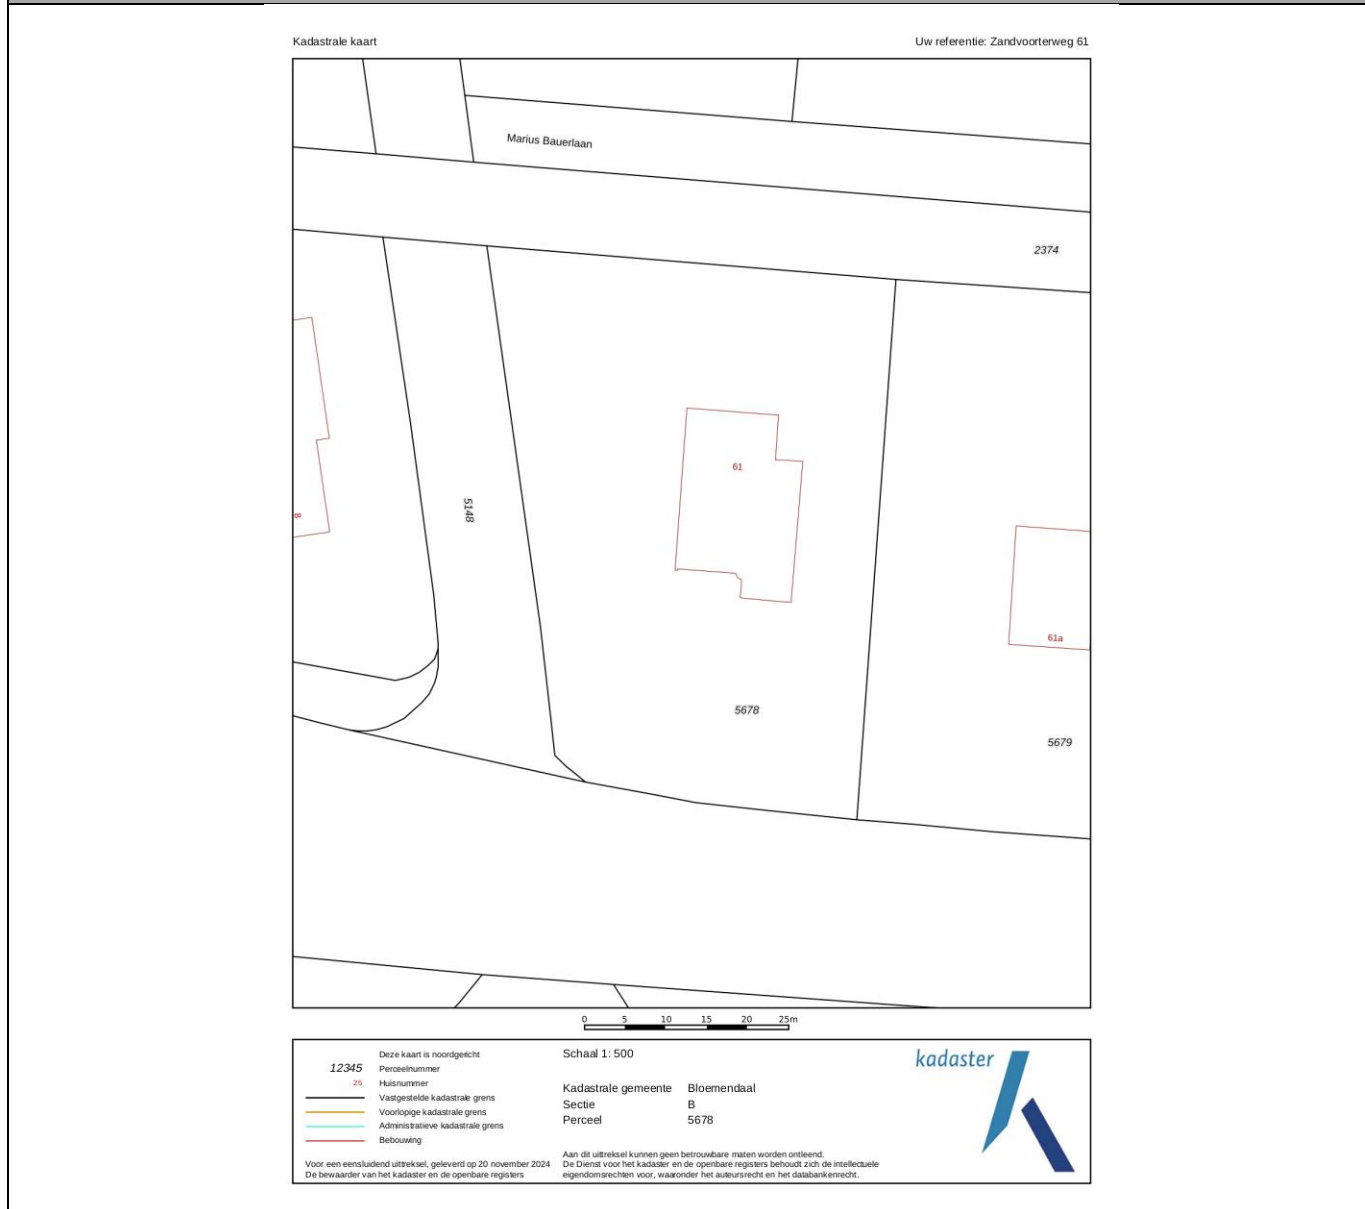 Kadastrale kaart
Uw referentie: Zandvoorterweg 61
Marius Bauerlaan
2374
61
5148
61a
5678
5679
0 5 10 15 20 25m
Deze kaart is noordgericht
12345 Perceelnummer
25 Huisnummer
Vastgestelde kadastrale grens
Voorlopige kadastrale grens
Administratieve kadastrale grens
Bebouwing
Voor een eensluidend uittreksel, geleverd op 20 november 2024
De bewaarder van het kadaster en de openbare registers
Schaal 1: 500
Kadastrale gemeente Bloemendaal
Sectie B
Perceel 5678
Aan dit uittreksel kunnen geen betrouwbare maten worden ontleend.
De Dienst voor het kadaster en de openbare registers behoudt zich de intellectuele
eigendomsrechten voor, waaronder het auteursrecht en het databankenrecht.
kadaster